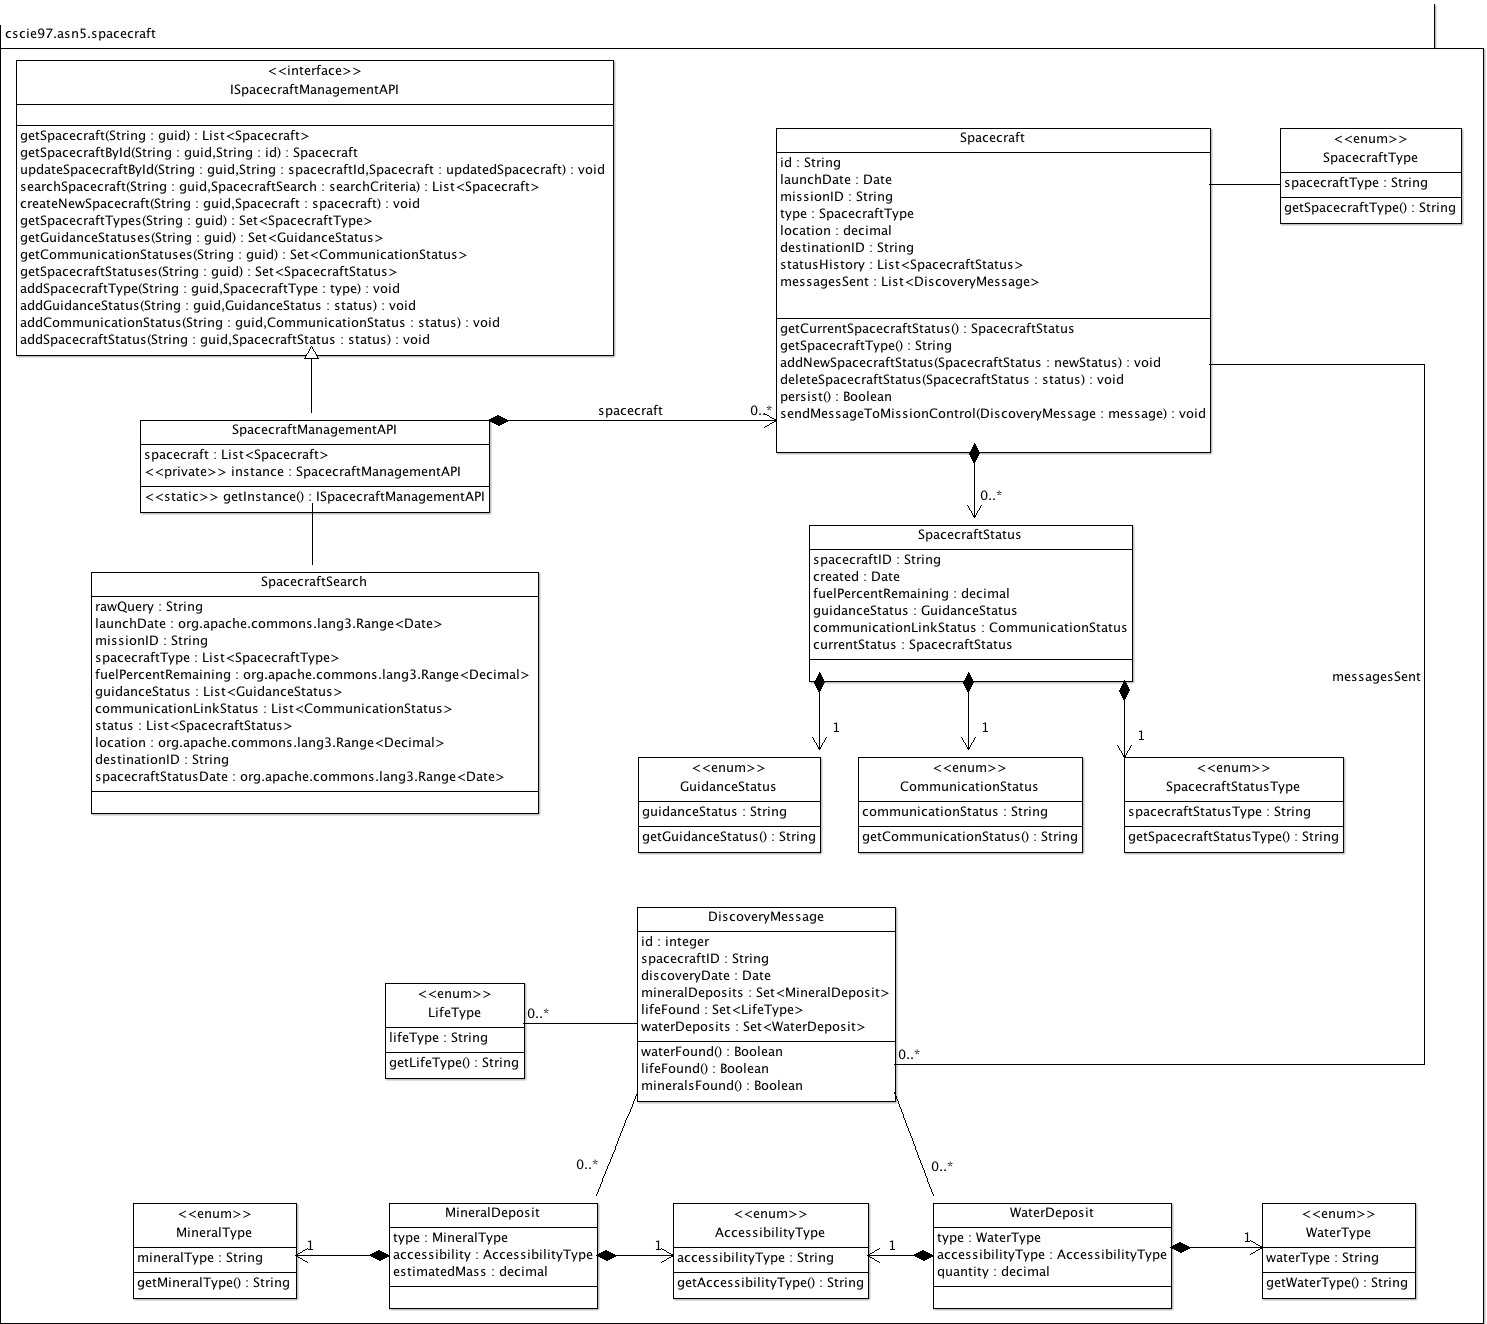 cscie97.asn5.spacecraft
<<interface>>
ISpacecraftManagementAPI
getSpacecraft(String : guid) : List<Spacecraft>
getSpacecraftById(String : guid,String : id) : Spacecraft
updateSpacecraftById(String : guid,String : spacecraftId,Spacecraft : updatedSpacecraft) : void
searchSpacecraft(String : guid,SpacecraftSearch : searchCriteria) : List<Spacecraft>
createNewSpacecraft(String : guid,Spacecraft : spacecraft) : void
getSpacecraftTypes(String : guid) : Set<SpacecraftType>
getGuidanceStatuses(String : guid) : Set<GuidanceStatus>
getCommunicationStatuses(String : guid) : Set<CommunicationStatus>
getSpacecraftStatuses(String : guid) : Set<SpacecraftStatus>
addSpacecraftType(String : guid,SpacecraftType : type) : void
addGuidanceStatus(String : guid,GuidanceStatus : status) : void
addCommunicationStatus(String : guid,CommunicationStatus : status) : void
addSpacraftStatus(String : guid,SpacecraftStatus : status) : void
Spacecraft
id : String
launchDate : Date
missionID : String
type : SpacecraftType
location : decimal
destinationID : String
statusHistory : List<SpacecraftStatus>
messagesSent : List<DiscoveryMessage>
getCurrentSpacecraftStatus() : SpacecraftStatus
getSpacecraftType() : String
addNewSpacecraftStatus(SpacecraftStatus : newStatus) : void
deleteSpacecraftStatus(SpacecraftStatus : status) : void
persist() : Boolean
sendMessageToMissionControl(DiscoveryMessage : message) : void
<<enum>>
SpacecraftType
spacecraftType : String
getSpacecraftType() : String
spacecraft
0..*
SpacecraftManagementAPI
spacecraft : List<Spacecraft>
<<private>> instance : SpacecraftManagementAPI
<<static>> getInstance() : ISpacecraftManagementAPI
0..*
SpacecraftSearch
rawQuery : String
launchDate : org.apache.commons.lang3.Range<Date>
missionID : String
spacecraftType : List<SpacecraftType>
fuelPercentRemaining : org.apache.commons.lang3.Range<Decimal>
guidanceStatus : List<GuidanceStatus>
communicationLinkStatus : List<CommunicationStatus>
status : List<SpacecraftStatus>
location : org.apache.commons.lang3.Range<Decimal>
destinationID : String
spacecraftStatusDate : org.apache.commons.lang3.Range<Date>
SpacecraftStatus
spacecraftID : String
created : Date
fuelPercentRemaining : decimal
guidanceStatus : GuidanceStatus
communicationLinkStatus : CommunicationStatus
currentStatus : SpacecraftStatus
messagesSent
1
1
1
<<enum>>
GuidanceStatus
guidanceStatus : String
getGuidanceStatus() : String
<<enum>>
CommunicationStatus
communicationStatus : String
getCommunicationStatus() : String
<<enum>>
SpacecraftStatusType
spacecraftStatusType : String
getSpacecraftStatusType() : String
DiscoveryMessage
id : integer
spacecraftID : String
discoveryDate : Date
mineralDeposits : Set<MineralDeposit>
lifeFound : Set<LifeType>
waterDeposits : Set<WaterDeposit>
waterFound() : Boolean
lifeFound() : Boolean
mineralsFound() : Boolean
<<enum>>
LifeType
lifeType : String
getLifeType() : String
0..*
0..*
0..*
0..*
<<enum>>
MineralType
mineralType : String
getMineralType() : String
1
MineralDeposit
type : MineralType
accessibility : AccessibilityType
estimatedMass : decimal
1
<<enum>>
AccessibilityType
accessibilityType : String
getAccessibilityType() : String
1
WaterDeposit
type : WaterType
accessibilityType : AccessibilityType
quantity : decimal
1
<<enum>>
WaterType
waterType : String
getWaterType() : String